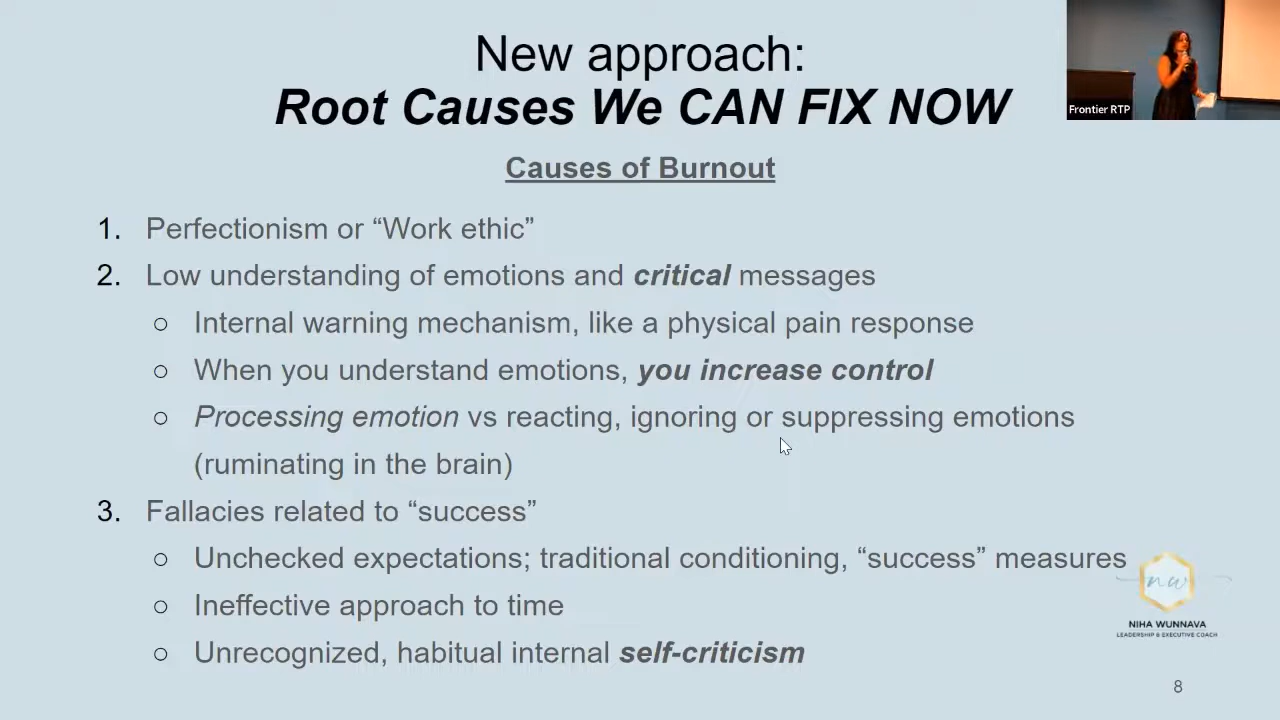 New approach:
Root Causes We CAN FIX NOW
Frontier RTP
Causes of Burnout
1. Perfectionism or “Work ethic”
2. Low understanding of emotions and critical messages
○ Internal warning mechanism, like a physical pain response
○ When you understand emotions, you increase control
○ Processing emotion vs reacting, ignoring or suppressing emotions
(ruminating in the brain)
3. Fallacies related to “success”
○ Unchecked expectations; traditional conditioning, “success” measures
○ Ineffective approach to time
○ Unrecognized, habitual internal self-criticism
nw
NIHA WUNNAVA
LEADERSHIP & EXECUTIVE COACH
8